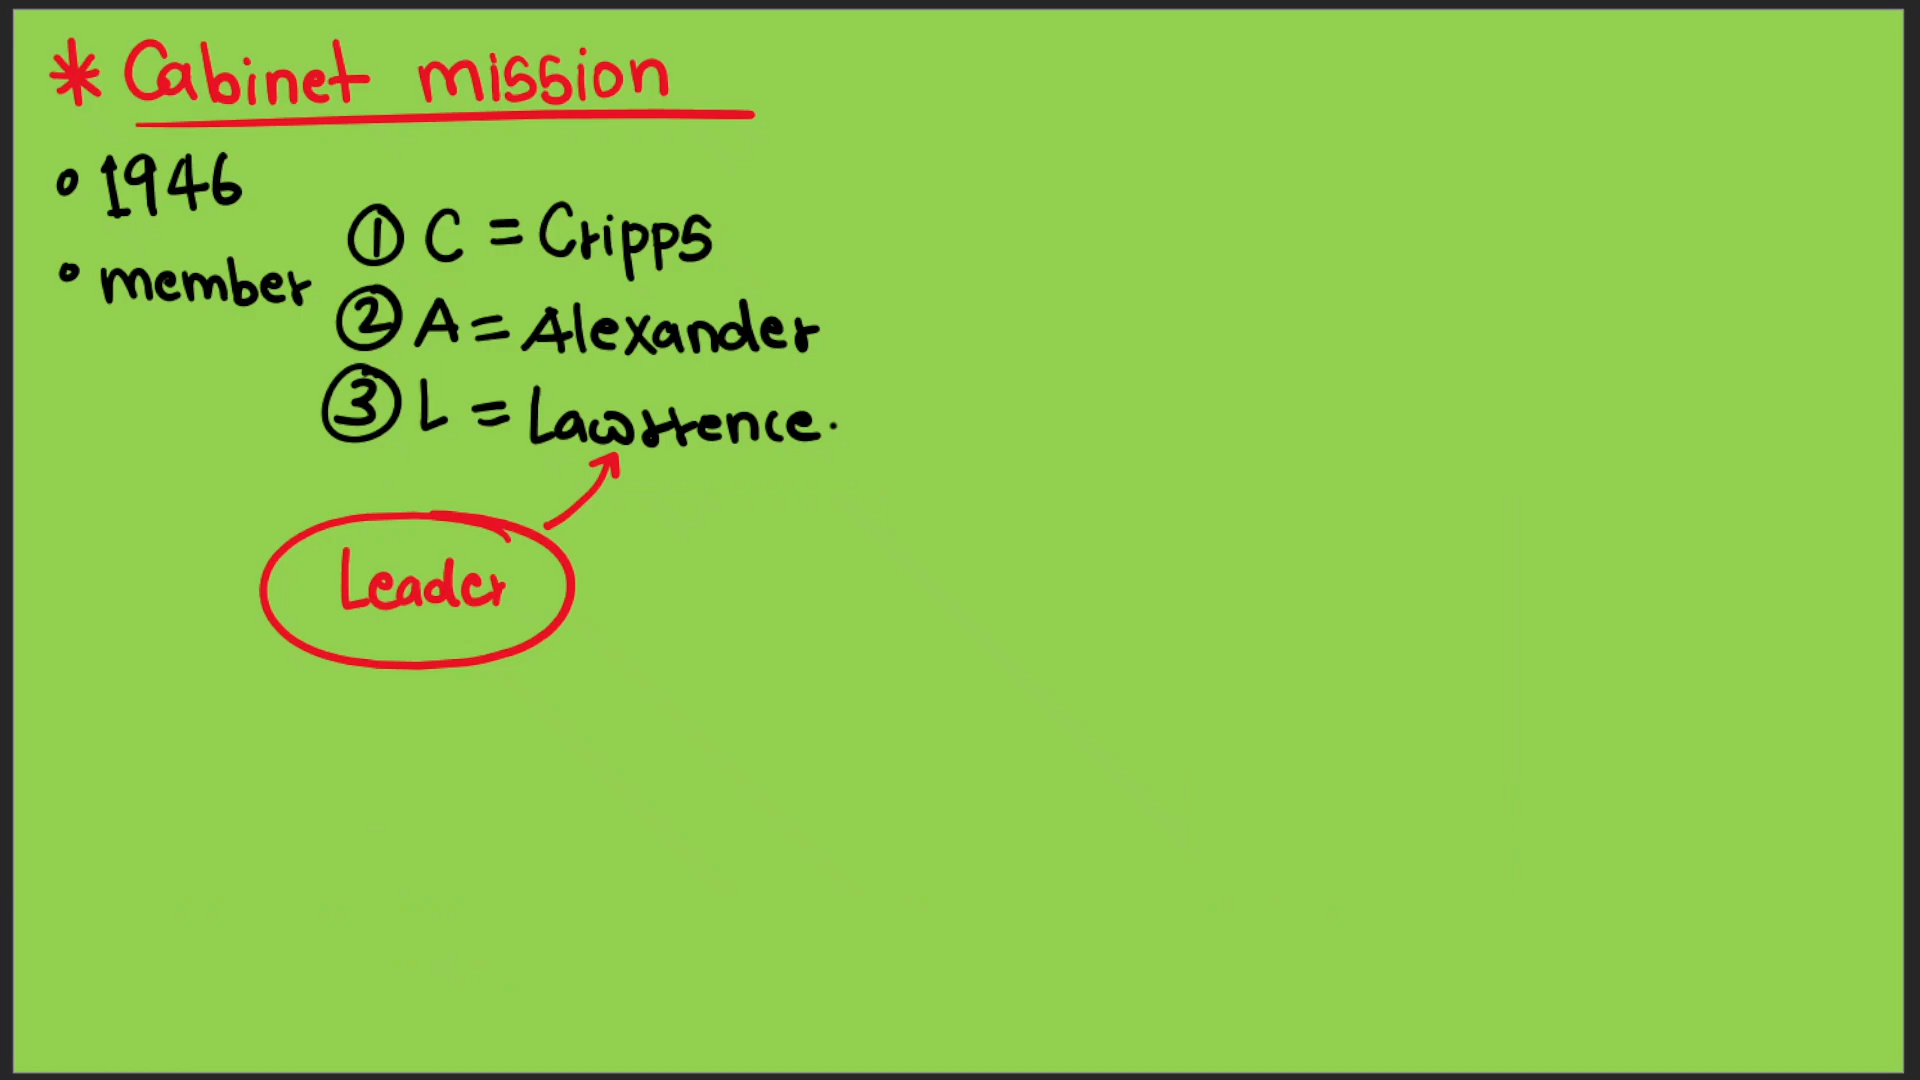 * Cabinet mission
• 1946
• member
① C = Cripps
② A = Alexander
③ L = Lawrence.
Leader